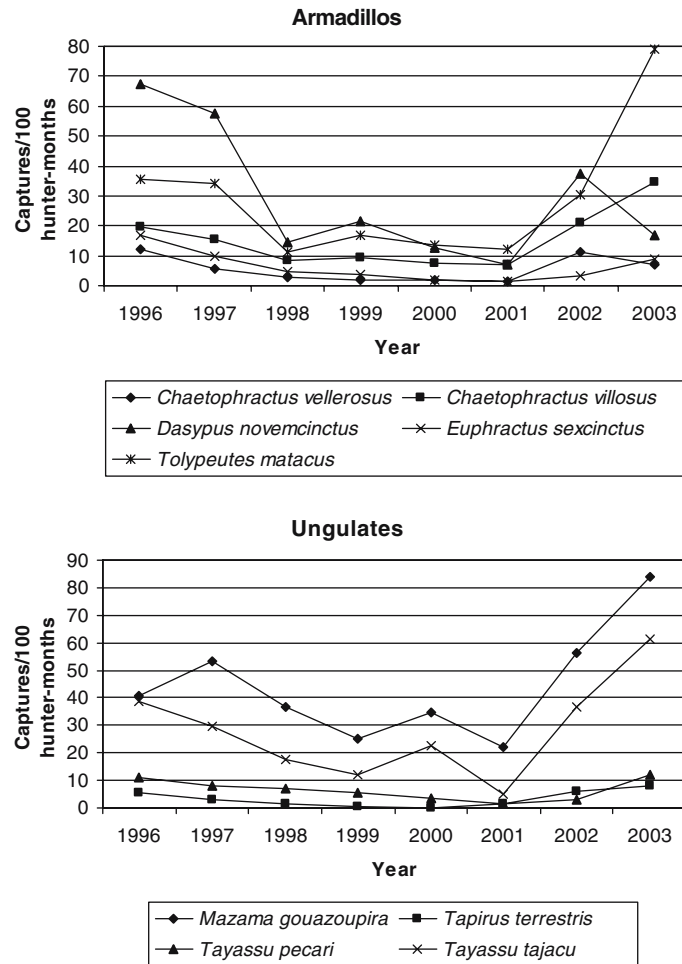 Armadillos
Captures/100
hunter-months
80
70
60
50
40
30
20
10
0
1996 1997 1998 1999 2000 2001 2002 2003
Year
Chaetophractus vellerosus Chaetophractus villosus
Dasypus novemcinctus Euphractus sexcinctus
Tolypeutes matacus
Ungulates
Captures/100
hunter-months
90
80
70
60
50
40
30
20
10
0
1996 1997 1998 1999 2000 2001 2002 2003
Year
Mazama gouazoupira Tapirus terrestris
Tayassu pecari Tayassu tajacu